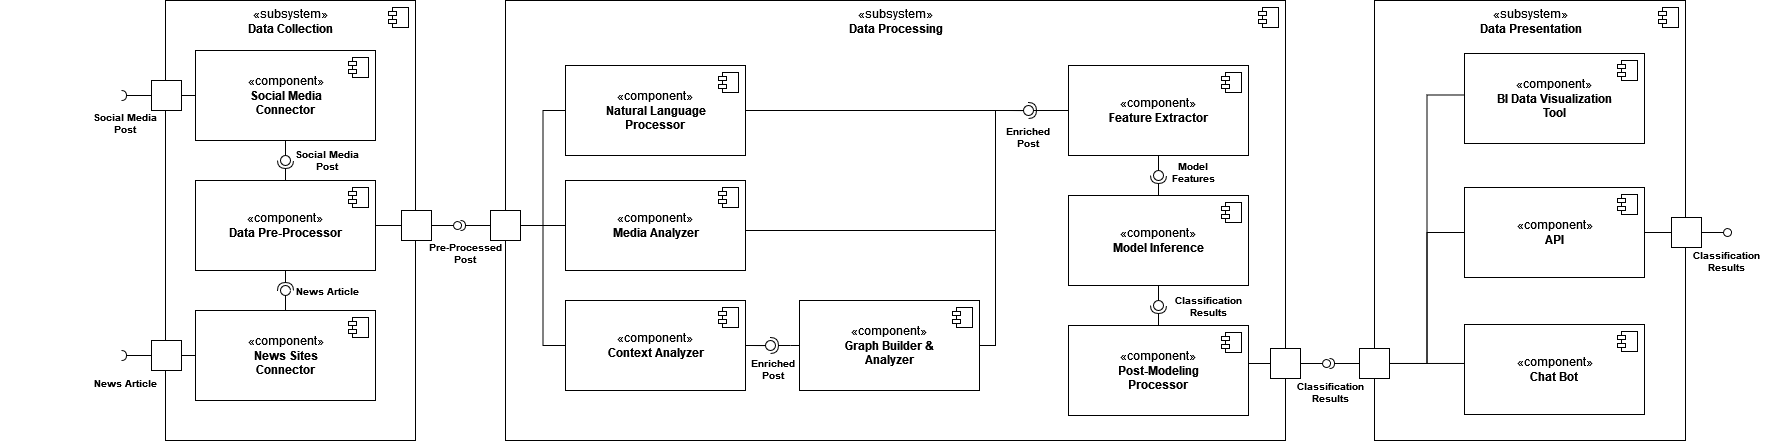 «subsystem»
Data Collection
«component»
Social Media
Connector
Social Media
Post
Social Media
Post
«component»
Data Pre-Processor
News Article
«component»
News Sites
Connector
News Article
Pre-Processed
Post
«subsystem»
Data Processing
«component»
Natural Language
Processor
«component»
Media Analyzer
«component»
Context Analyzer
Enriched
Post
«component»
Graph Builder &
Analyzer
Enriched
Post
«component»
Feature Extractor
Model
Features
«component»
Model Inference
Classification
Results
«component»
Post-Modeling
Processor
Classification
Results
«subsystem»
Data Presentation
«component»
BI Data Visualization
Tool
«component»
API
Classification
Results
«component»
Chat Bot